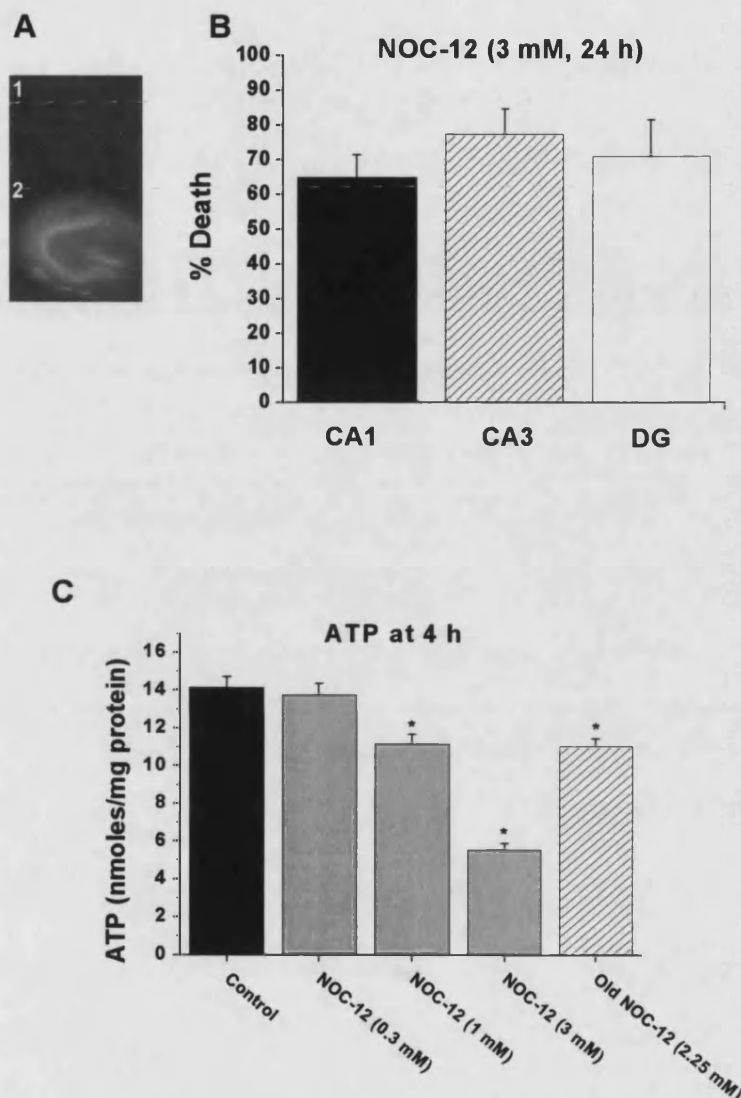 A
1
2
B
NOC-12 (3 mM, 24 h)
% Death
100
90
80
70
60
50
40
30
20
10
0
CA1 CA3 DG
C
ATP at 4 h
ATP (nmoles/mg protein)
16
14
12
10
8
6
4
2
0
*
*
*
Control
NOC-12 (0.3 mM)
NOC-12 (1 mM)
NOC-12 (3 mM)
Old NOC-12 (2.25 mM)